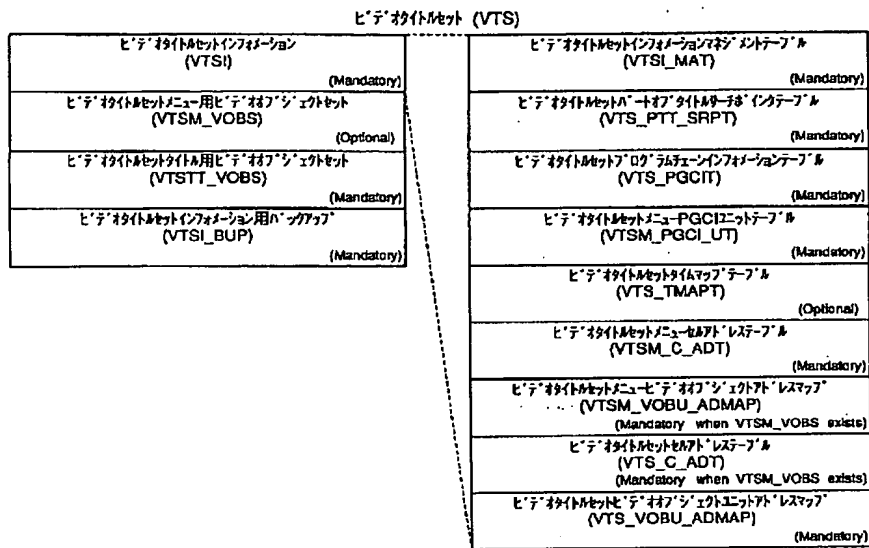 ビデオタイトルセット (VTS)
ビデオタイトルセットインフォメーション
(VTSI)
(Mandatory)
ビデオタイトルセットメニュー用ビデオオブジェクトセット
(VTSM_VOBS)
(Optional)
ビデオタイトルセットタイトル用ビデオオブジェクトセット
(VTSTT_VOBS)
(Mandatory)
ビデオタイトルセットインフォメーション用バックアップ
(VTSI_BUP)
(Mandatory)
ビデオタイトルセットインフォメーションマネジメントテーブル
(VTSI_MAT)
(Mandatory)
ビデオタイトルセットパートオブタイトルサーチポインタテーブル
(VTS_PTT_SRPT)
(Mandatory)
ビデオタイトルセットプログラムチェーンインフォメーションテーブル
(VTS_PGCIT)
(Mandatory)
ビデオタイトルセットメニューPGCIユニットテーブル
(VTSM_PGCI_UT)
(Mandatory)
ビデオタイトルセットタイムマップテーブル
(VTS_TMAPT)
(Optional)
ビデオタイトルセットメニューセルアドレステーブル
(VTSM_C_ADT)
(Mandatory)
ビデオタイトルセットメニュービデオオブジェクトアドレスマップ
(VTSM_VOBU_ADMAP)
(Mandatory when VTSM_VOBS exists)
ビデオタイトルセットセルアドレステーブル
(VTS_C_ADT)
(Mandatory when VTSM_VOBS exists)
ビデオタイトルセットビデオオブジェクトユニットアドレスマップ
(VTS_VOBU_ADMAP)
(Mandatory)